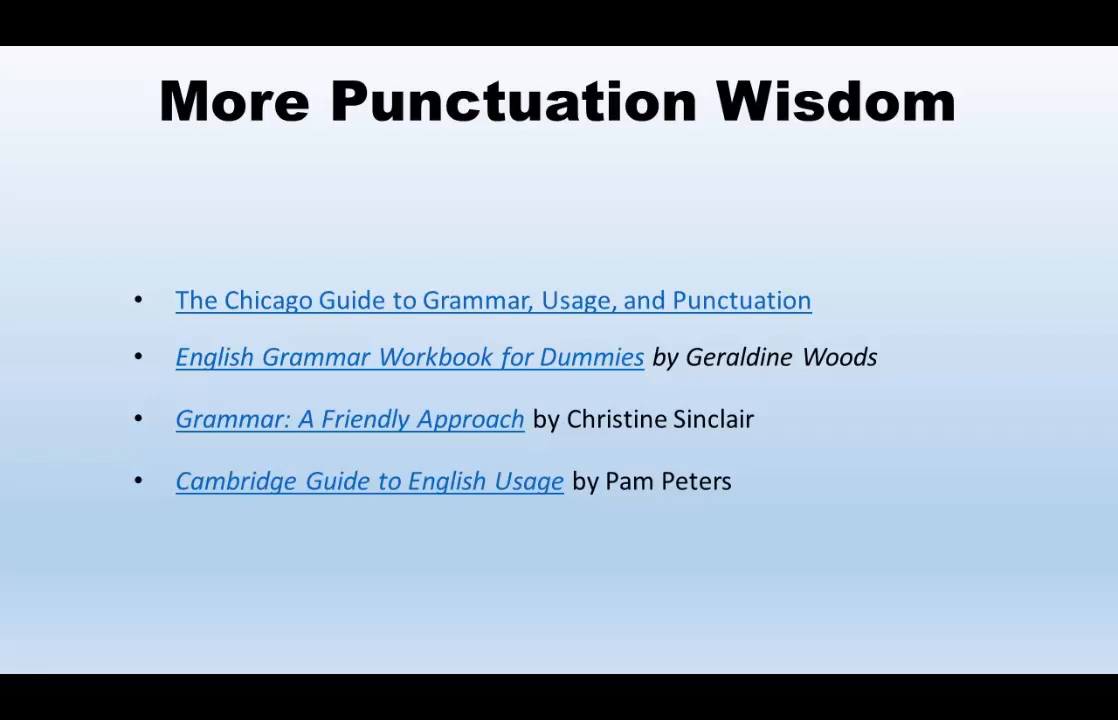 More Punctuation Wisdom
• The Chicago Guide to Grammar, Usage, and Punctuation
• English Grammar Workbook for Dummies by Geraldine Woods
• Grammar: A Friendly Approach by Christine Sinclair
• Cambridge Guide to English Usage by Pam Peters